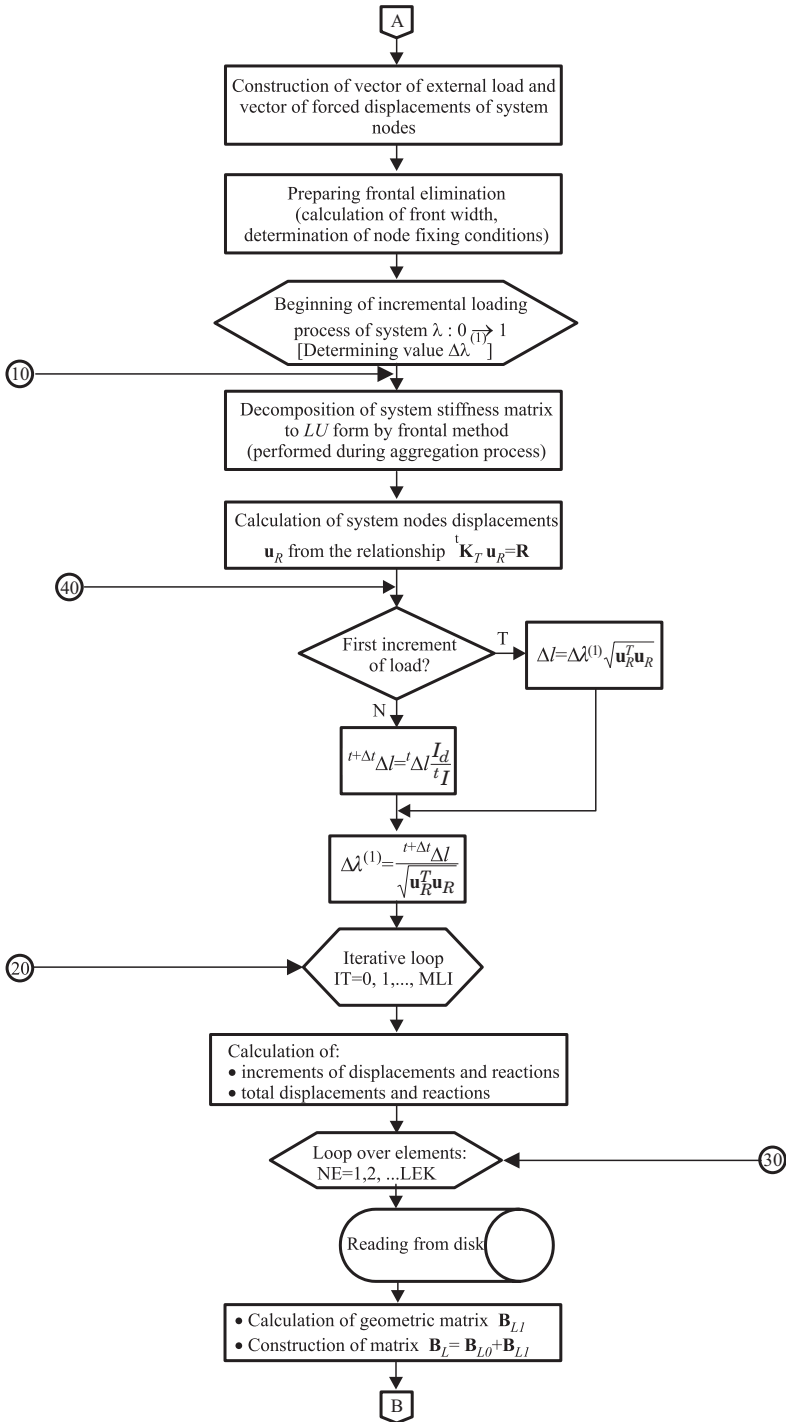 A
Construction of vector of external load and
vector of forced displacements of system
nodes
Preparing frontal elimination
(calculation of front width,
determination of node fixing conditions)
Beginning of incremental loading
process of system λ : 0 → 1
[Determining value Δλ⁽¹⁾]
10
Decomposition of system stiffness matrix
to LU form by frontal method
(performed during aggregation process)
Calculation of system nodes displacements
u_R from the relationship ᵗK_T u_R=R
40
First increment
of load?
T
Δl=Δλ⁽¹⁾√(u_R^T u_R)
N
ᵗ⁺ᐃᵗΔl=ᵗΔl I_d/ᵗI
Δλ⁽¹⁾=ᵗ⁺ᐃᵗΔl/√(u_R^T u_R)
20
Iterative loop
IT=0, 1,..., MLI
Calculation of:
• increments of displacements and reactions
• total displacements and reactions
Loop over elements:
NE=1,2, ...LEK
30
Reading from disk
• Calculation of geometric matrix B_L1
• Construction of matrix B_L= B_L0+B_L1
B